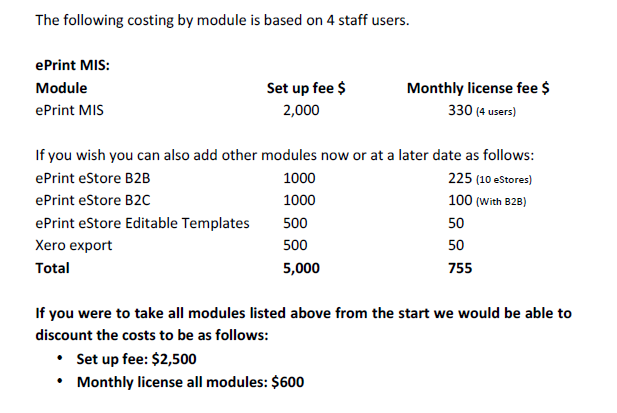 The following costing by module is based on 4 staff users.
ePrint MIS:
Module Set up fee $ Monthly license fee $
ePrint MIS 2,000 330 (4 users)
If you wish you can also add other modules now or at a later date as follows:
ePrint eStore B2B 1000 225 (10 eStores)
ePrint eStore B2C 1000 100 (With B2B)
ePrint eStore Editable Templates 500 50
Xero export 500 50
Total 5,000 755
If you were to take all modules listed above from the start we would be able to
discount the costs to be as follows:
• Set up fee: $2,500
• Monthly license all modules: $600